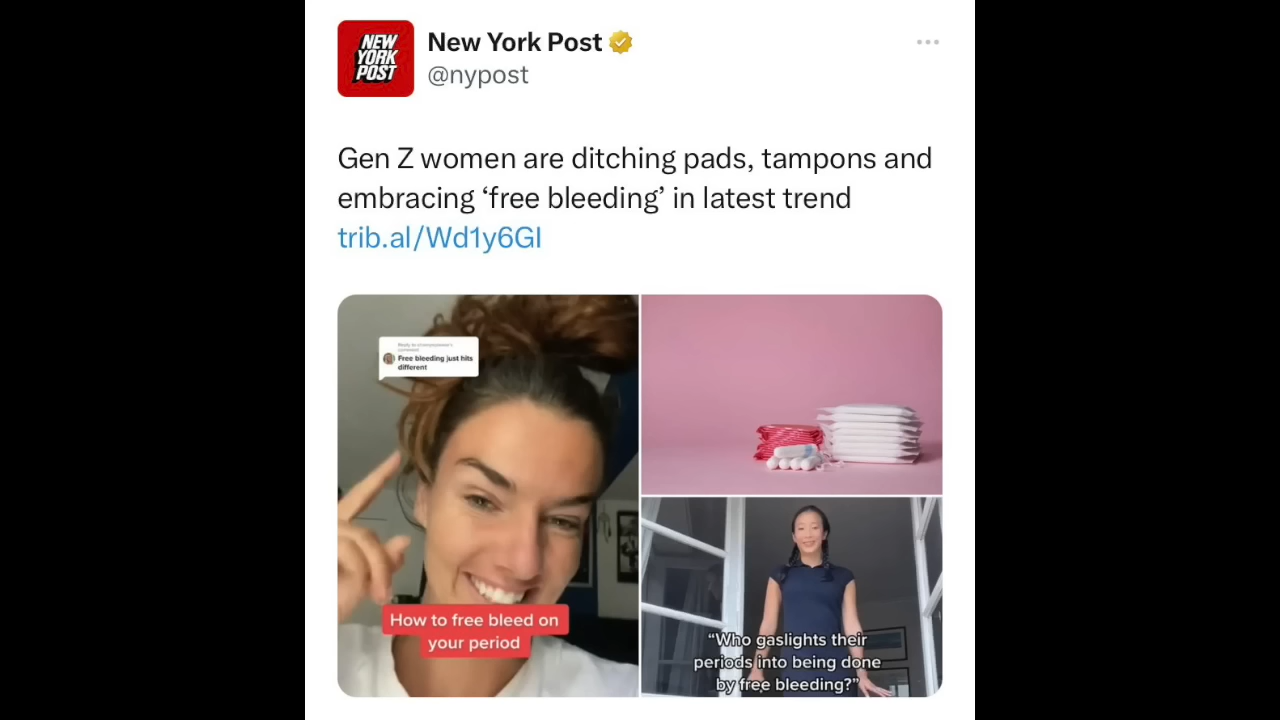 NEW
YORK
POST
New York Post
@nypost
Gen Z women are ditching pads, tampons and
embracing ‘free bleeding’ in latest trend
trib.al/Wd1y6GI
Free bleeding just hits
different
How to free bleed on
your period
“Who gaslights their
periods into being done
by free bleeding?”